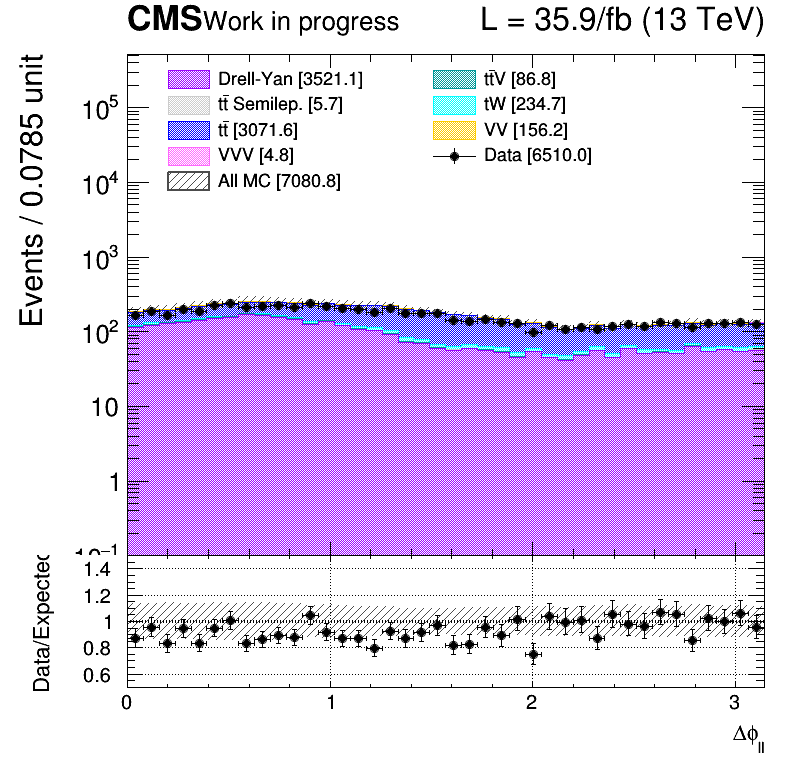 CMS Work in progress L = 35.9/fb (13 TeV)
Events / 0.0785 unit
Drell-Yan [3521.1] tt̄V [86.8]
tt̄ Semilep. [5.7] tW [234.7]
tt̄ [3071.6] VV [156.2]
VVV [4.8] Data [6510.0]
All MC [7080.8]
10⁵
10⁴
10³
10²
10
1
10⁻¹
Data/Expected
1.4
1.2
1
0.8
0.6
0 1 2 3
Δϕ_ll